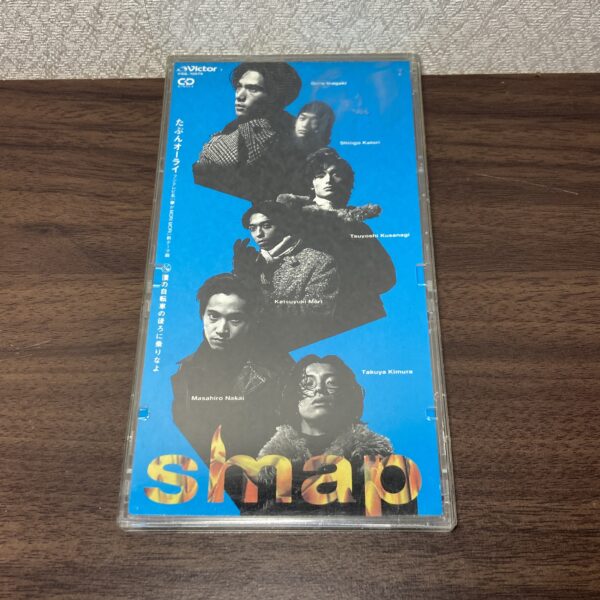 Victor
CD
たぶんオーライ
僕の自転車の後ろに乗りなよ
Goro Inagaki
Shingo Katori
Tsuyoshi Kusanagi
Katsuyuki Mori
Masahiro Nakai
Takuya Kimura
smap